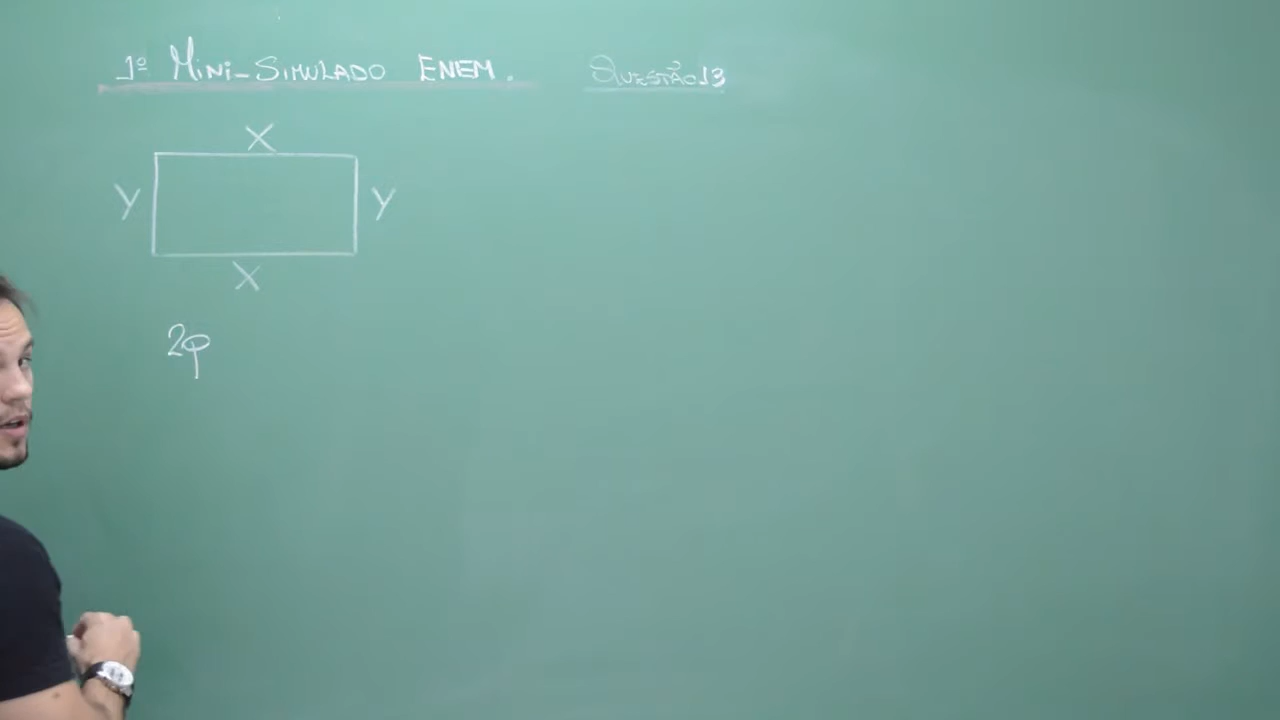 1º MINI-SIMULADO ENEM. QUESTÃO 13
X
Y Y
X
2p